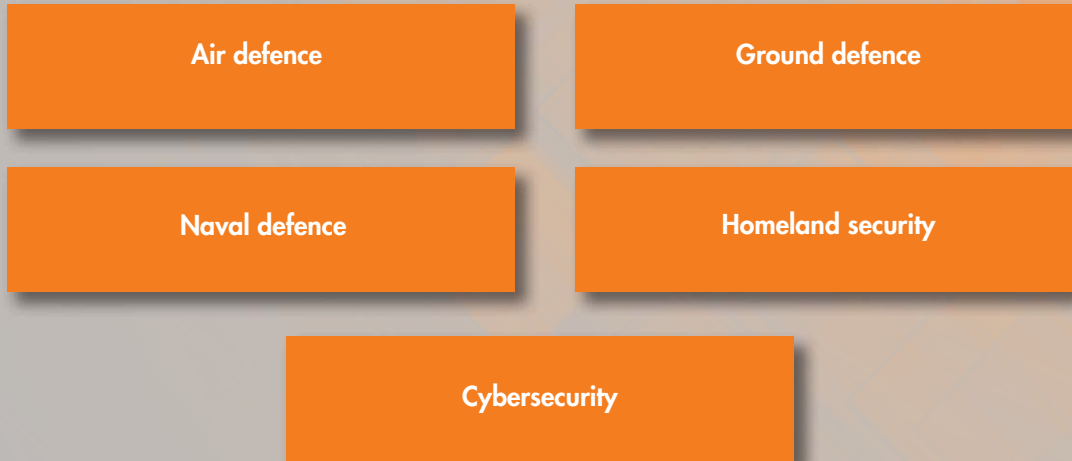 Air defence
Ground defence
Naval defence
Homeland security
Cybersecurity